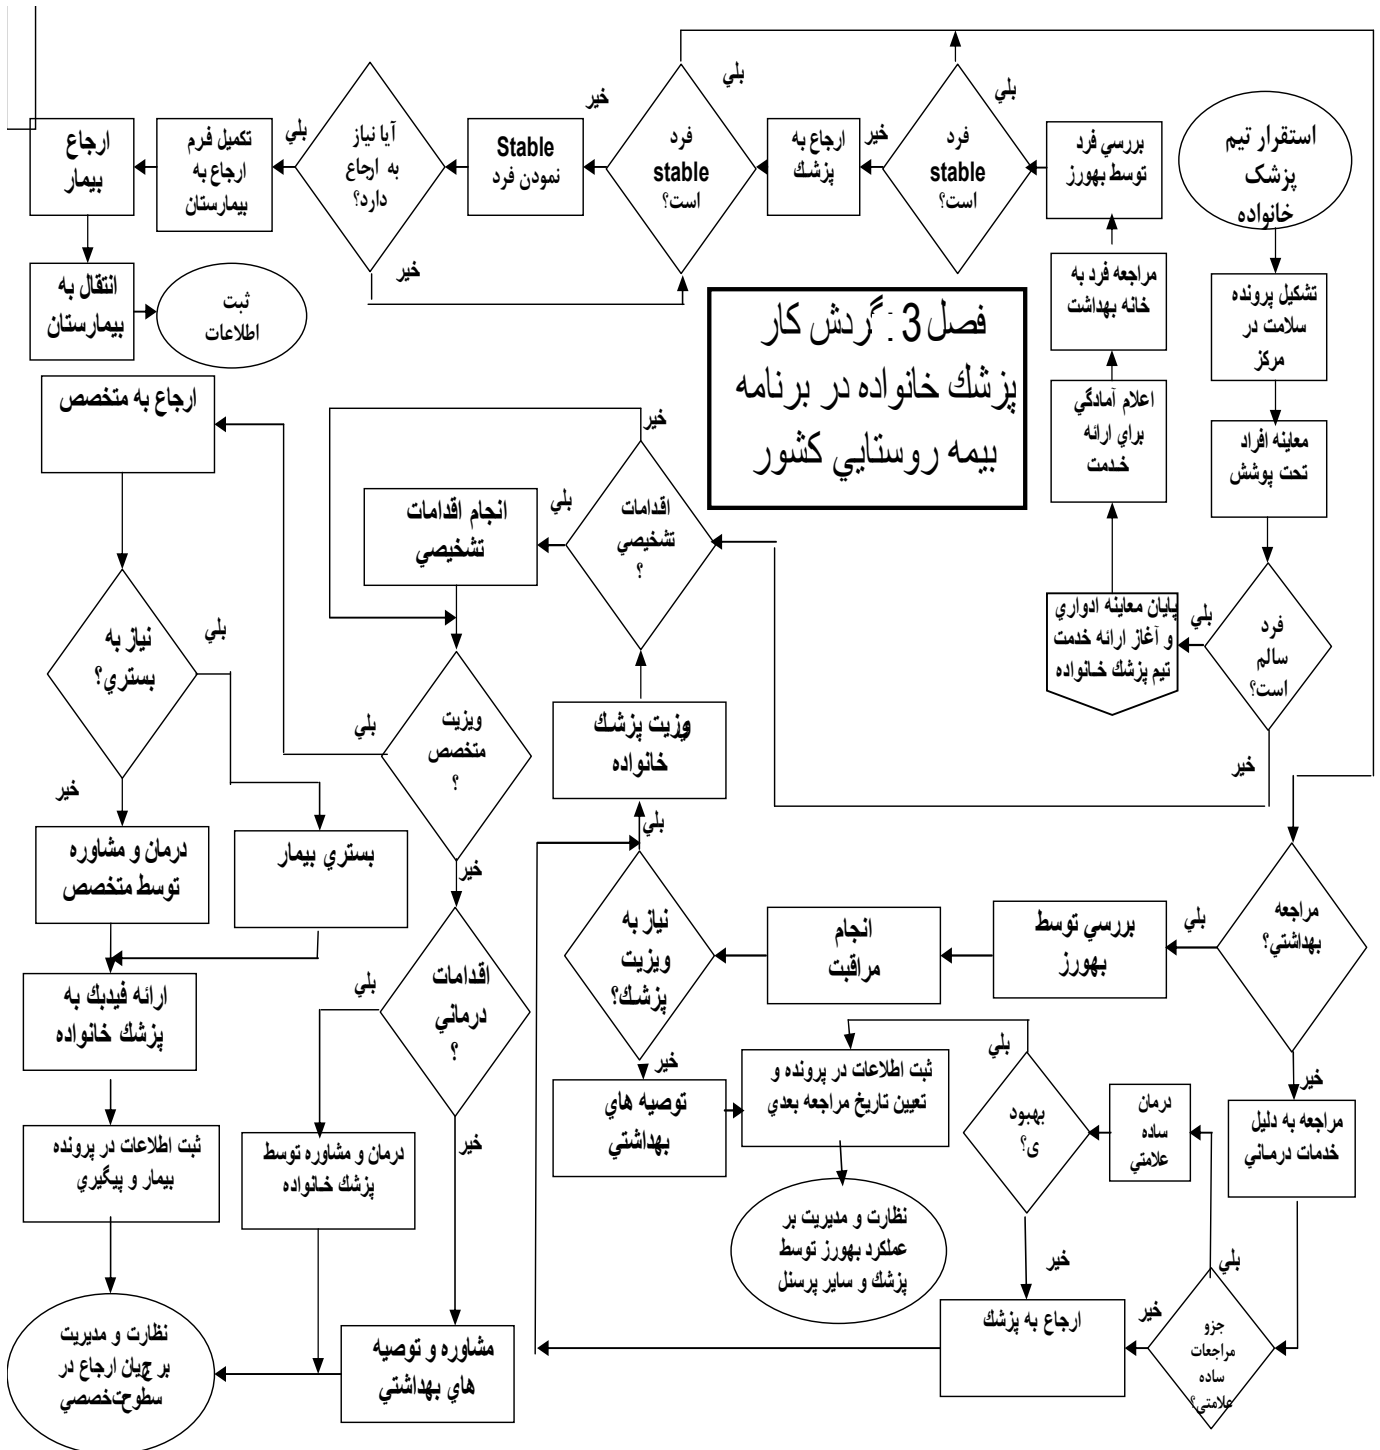 استقرار تيم
پزشک
خانواده
تشكيل پرونده
سلامت در
مركز
معاينه افراد
تحت پوشش
فرد
سالم
است؟
بلي
خير
پايان معاينه ادواري
و آغاز ارائه خدمت
تيم پزشك خانواده
اعلام آمادگي
براي ارائه
خدمت
مراجعه فرد به
خانه بهداشت
بررسي فرد
توسط بهورز
فرد
stable
است؟
بلي
خير
ارجاع به
پزشك
فرد
stable
است؟
بلي
خير
Stable
نمودن فرد
آيا نياز
به ارجاع
دارد؟
بلي
خير
تكميل فرم
ارجاع به
بيمارستان
ارجاع
بيمار
انتقال به
بيمارستان
ثبت
اطلاعات
فصل 3 : گردش كار
پزشك خانواده در برنامه
بيمه روستايي كشور
مراجعه
بهداشتي؟
بلي
خير
بررسي توسط
بهورز
انجام
مراقبت
نياز به
ويزيت
پزشك؟
بلي
خير
توصيه هاي
بهداشتي
ثبت اطلاعات در پرونده و
تعيين تاريخ مراجعه بعدي
نظارت و مديريت بر
عملكرد بهورز توسط
پزشك و ساير پرسنل
مراجعه به دليل
خدمات درماني
جزو
مراجعات
ساده
علامتي؟
بلي
خير
درمان
ساده
علامتي
بهبود
ی؟
بلي
خير
ارجاع به پزشك
ويزيت پزشك
خانواده
اقدامات
تشخيصي
؟
خير
بلي
انجام اقدامات
تشخيصي
ويزيت
متخصص
؟
بلي
خير
ارجاع به متخصص
نياز به
بستري؟
بلي
خير
بستري بيمار
درمان و مشاوره
توسط متخصص
ارائه فيدبك به
پزشك خانواده
ثبت اطلاعات در پرونده
بيمار و پيگيري
اقدامات
درماني
؟
بلي
خير
درمان و مشاوره توسط
پزشك خانواده
مشاوره و توصيه
هاي بهداشتي
نظارت و مديريت
بر جريان ارجاع در
سطوح تخصصي